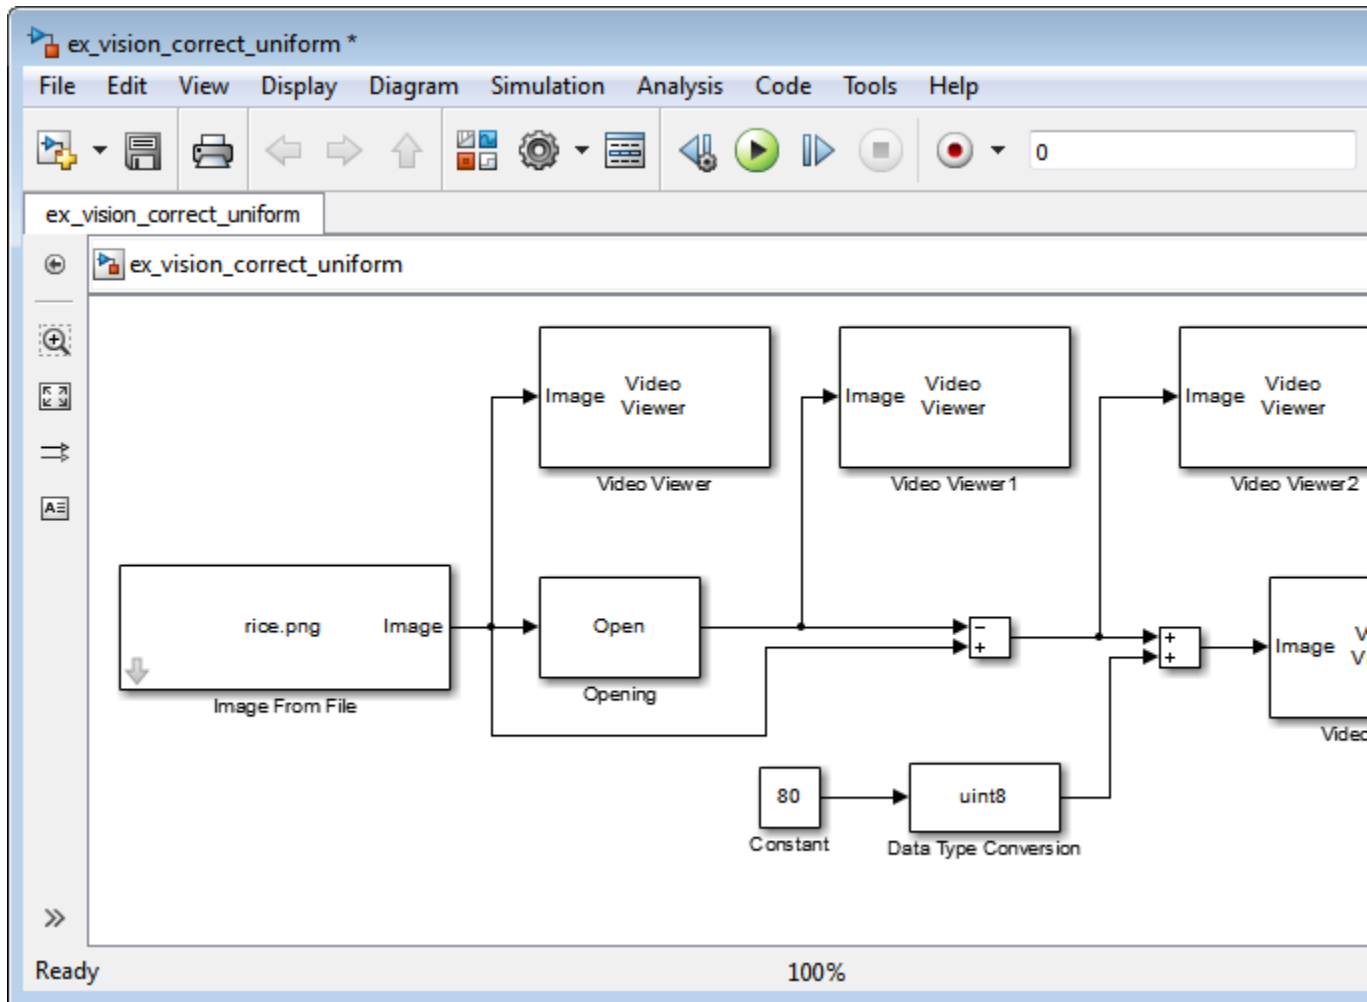 ex_vision_correct_uniform *
File Edit View Display Diagram Simulation Analysis Code Tools Help
0
ex_vision_correct_uniform
ex_vision_correct_uniform
Image Video Viewer
Video Viewer
Image Video Viewer
Video Viewer1
Image Video Viewer
Video Viewer2
rice.png Image
Image From File
Open
Opening
−
+
+
+
Image V
V
Video
80
Constant
uint8
Data Type Conversion
Ready 100%